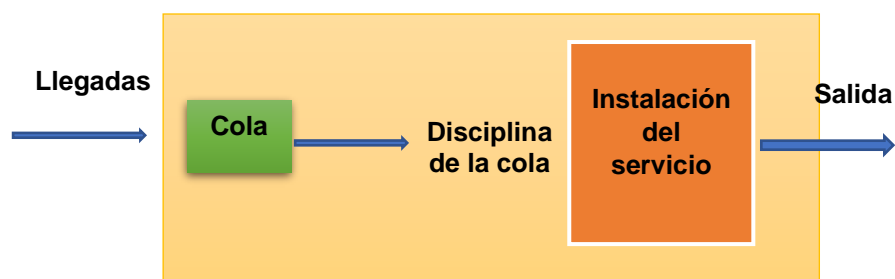 Llegadas
Cola
Disciplina
de la cola
Instalación
del
servicio
Salida